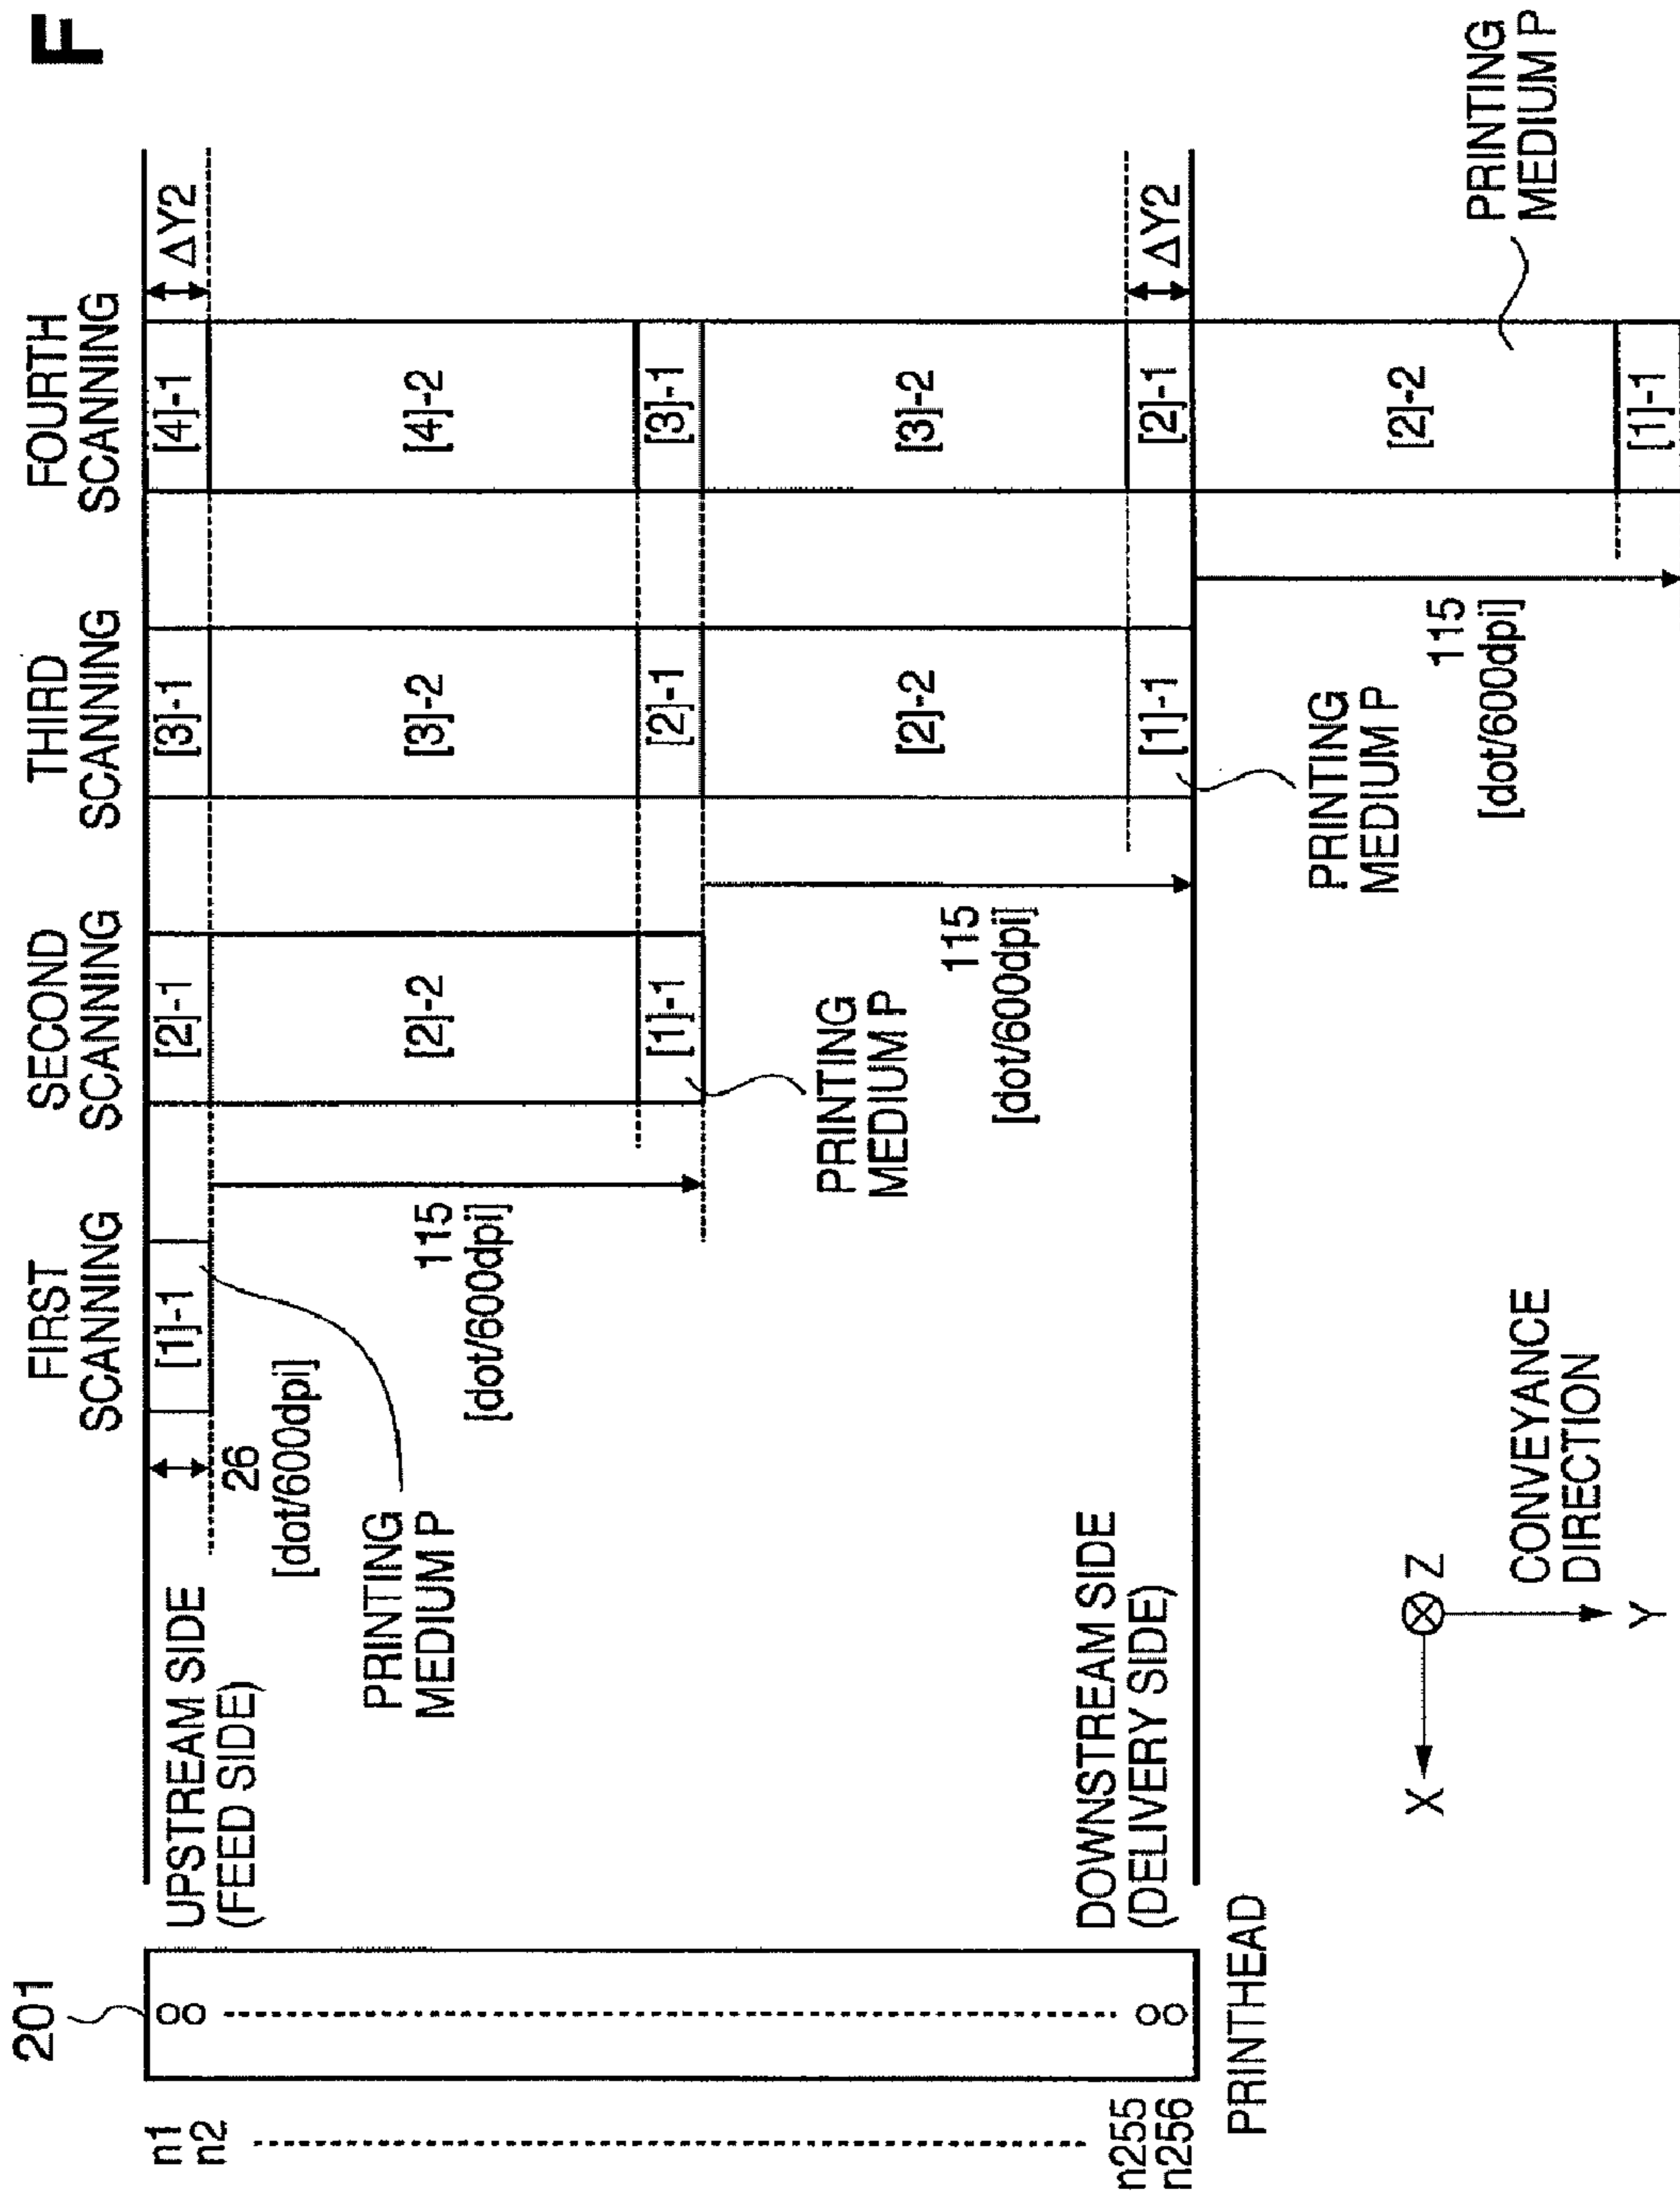 F
201
n1
n2
n255
n256
PRINTHEAD
UPSTREAM SIDE
(FEED SIDE)
DOWNSTREAM SIDE
(DELIVERY SIDE)
X
Z
Y
CONVEYANCE
DIRECTION
FIRST
SCANNING
[1]-1
26
[dot/600dpi]
PRINTING
MEDIUM P
115
[dot/600dpi]
SECOND
SCANNING
[2]-1
[2]-2
[1]-1
PRINTING
MEDIUM P
115
[dot/600dpi]
THIRD
SCANNING
[3]-1
[3]-2
[2]-1
[2]-2
[1]-1
PRINTING
MEDIUM P
115
[dot/600dpi]
FOURTH
SCANNING
[4]-1
[4]-2
[3]-1
[3]-2
[2]-1
[2]-2
[1]-1
ΔY2
ΔY2
PRINTING
MEDIUM P